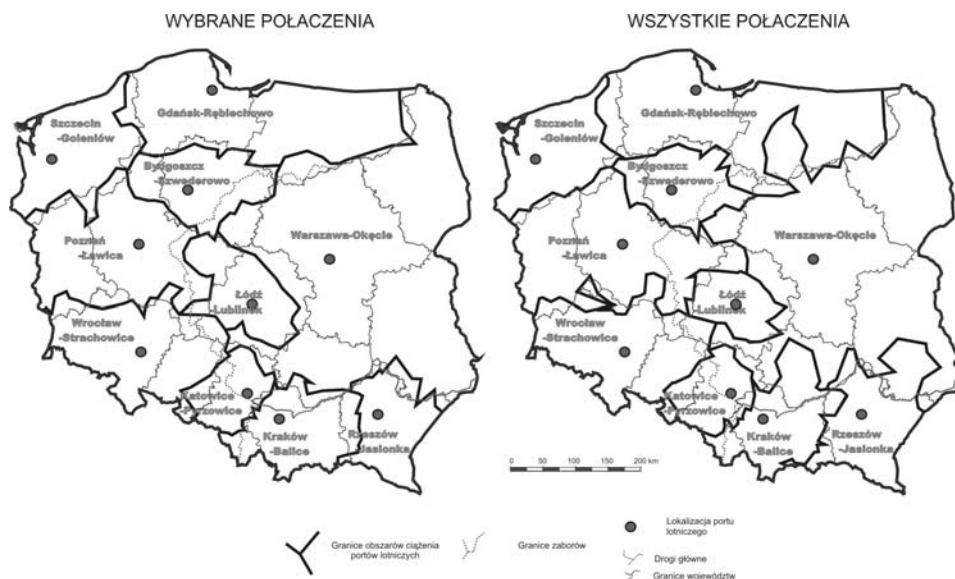 WYBRANE POŁACZENIA
Szczecin
-Goleniów
Gdańsk-Rębiechowo
Bydgoszcz
-Szwederowo
Poznań
-Ławica
Warszawa-Okęcie
Łódź
-Lublinek
Wrocław
-Strachowice
Katowice
-Pyrzowice
Kraków
-Balice
Rzeszów
-Jasionka
WSZYSTKIE POŁACZENIA
Szczecin
-Goleniów
Gdańsk-Rębiechowo
Bydgoszcz
-Szwederowo
Poznań
-Ławica
Warszawa-Okęcie
Łódź
-Lublinek
Wrocław
-Strachowice
Katowice
-Pyrzowice
Kraków
-Balice
Rzeszów
-Jasionka
0 50 100 150 200 km
Granice obszarów ciążenia
portów lotniczych
Granice zaborów
Lokalizacja portu
lotniczego
Drogi główne
Granice województw